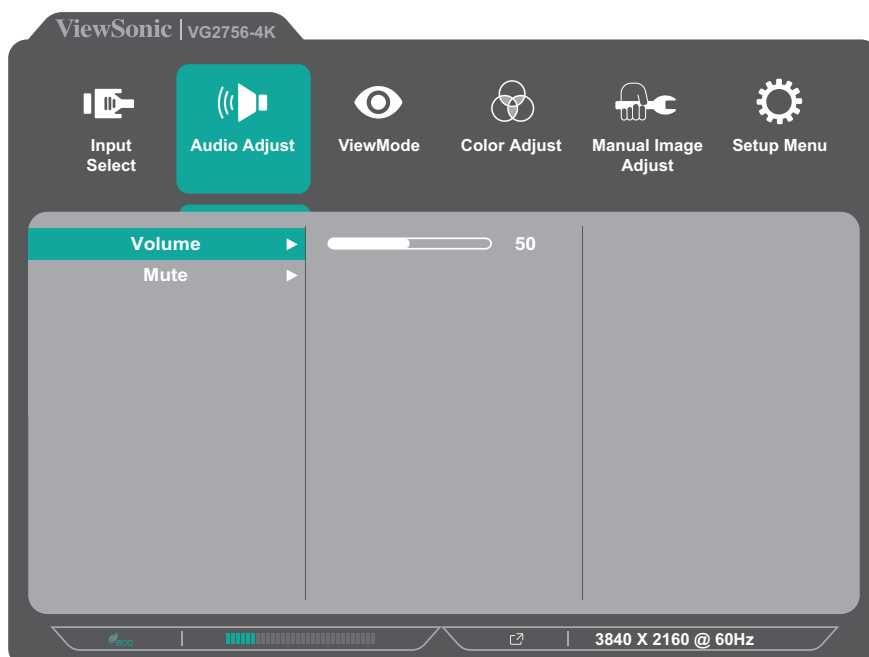 ViewSonic | VG2756-4K
Input
Select
Audio Adjust
ViewMode
Color Adjust
Manual Image
Adjust
Setup Menu
Volume
50
Mute
eco
3840 X 2160 @ 60Hz